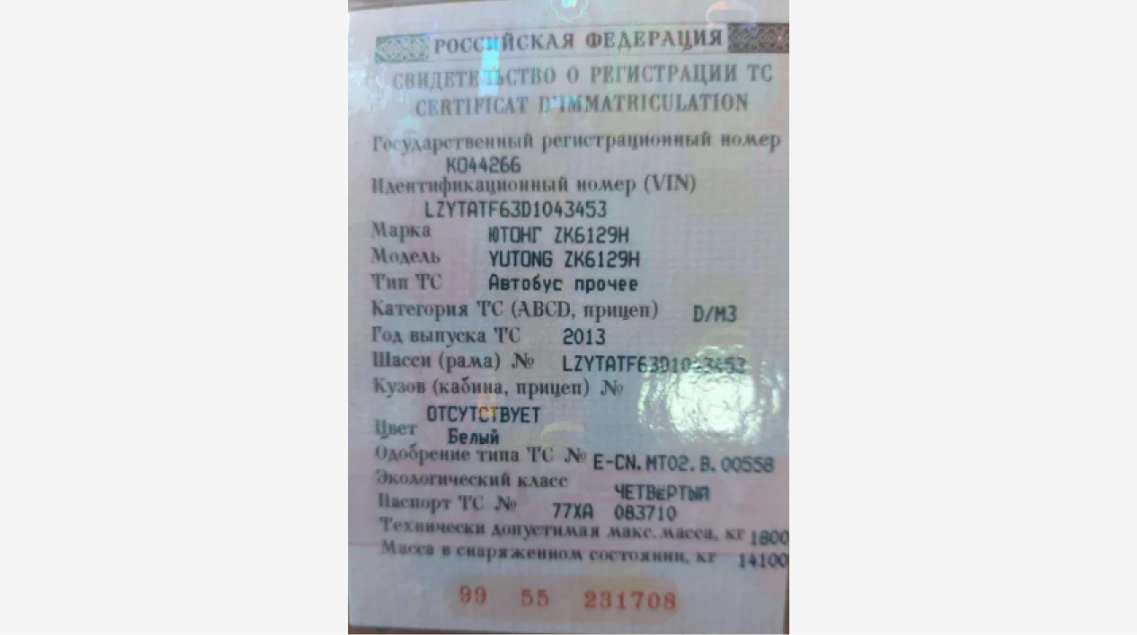 РОССИЙСКАЯ ФЕДЕРАЦИЯ
СВИДЕТЕЛЬСТВО О РЕГИСТРАЦИИ ТС
CERTIFICAT D'IMMATRICULATION
Государственный регистрационный номер
КО44266
Идентификационный номер (VIN)
LZYTATF63D1043453
Марка ЮТОНГ ZK6129H
Модель YUTONG ZK6129H
Тип ТС Автобус прочее
Категория ТС (ABCD, прицеп) D/M3
Год выпуска ТС 2013
Шасси (рама) № LZYTATF63D1043453
Кузов (кабина, прицеп) №
ОТСУТСТВУЕТ
Цвет Белый
Одобрение типа ТС № E-CN.MT02.B.00558
Экологический класс ЧЕТВЁРТЫЙ
Паспорт ТС № 77ХА 083710
Технически допустимая макс. масса, кг 1800
Масса в снаряженном состоянии, кг 14100
99 55 231708